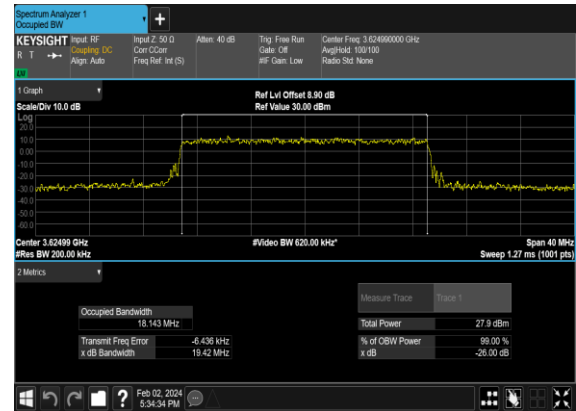 Spectrum Analyzer 1
Occupied BW
KEYSIGHT
R T
LNI
Input: RF
Coupling: DC
Align: Auto
Input Z: 50 Ω
Corr CCorr
Freq Ref: Int (S)
Atten: 40 dB
Trig: Free Run
Gate: Off
#IF Gain: Low
Center Freq: 3.624990000 GHz
Avg|Hold: 100/100
Radio Std: None
1 Graph
Scale/Div 10.0 dB
Ref Lvl Offset 8.90 dB
Ref Value 30.00 dBm
Log
20.0
10.0
0.00
-10.0
-20.0
-30.0
-40.0
-50.0
-60.0
Center 3.62499 GHz
#Res BW 200.00 kHz
#Video BW 620.00 kHz*
Span 40 MHz
Sweep 1.27 ms (1001 pts)
2 Metrics
Measure Trace Trace 1
Occupied Bandwidth
18.143 MHz
Total Power 27.9 dBm
Transmit Freq Error -6.436 kHz
% of OBW Power 99.00 %
x dB Bandwidth 19.42 MHz
x dB -26.00 dB
?
Feb 02, 2024
5:34:34 PM